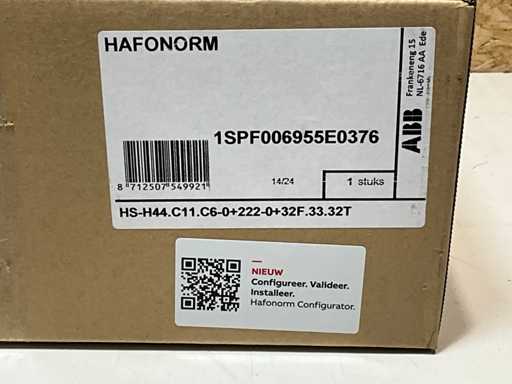 HAFONORM
1SPF006955E0376
8 712507 549921
14/24
1 stuks
HS-H44.C11.C6-0+222-0+32F.33.32T
ABB
Frankeneng 15
NL-6716 AA Ede
NIEUW
Configureer. Valideer.
Installeer.
Hafonorm Configurator.